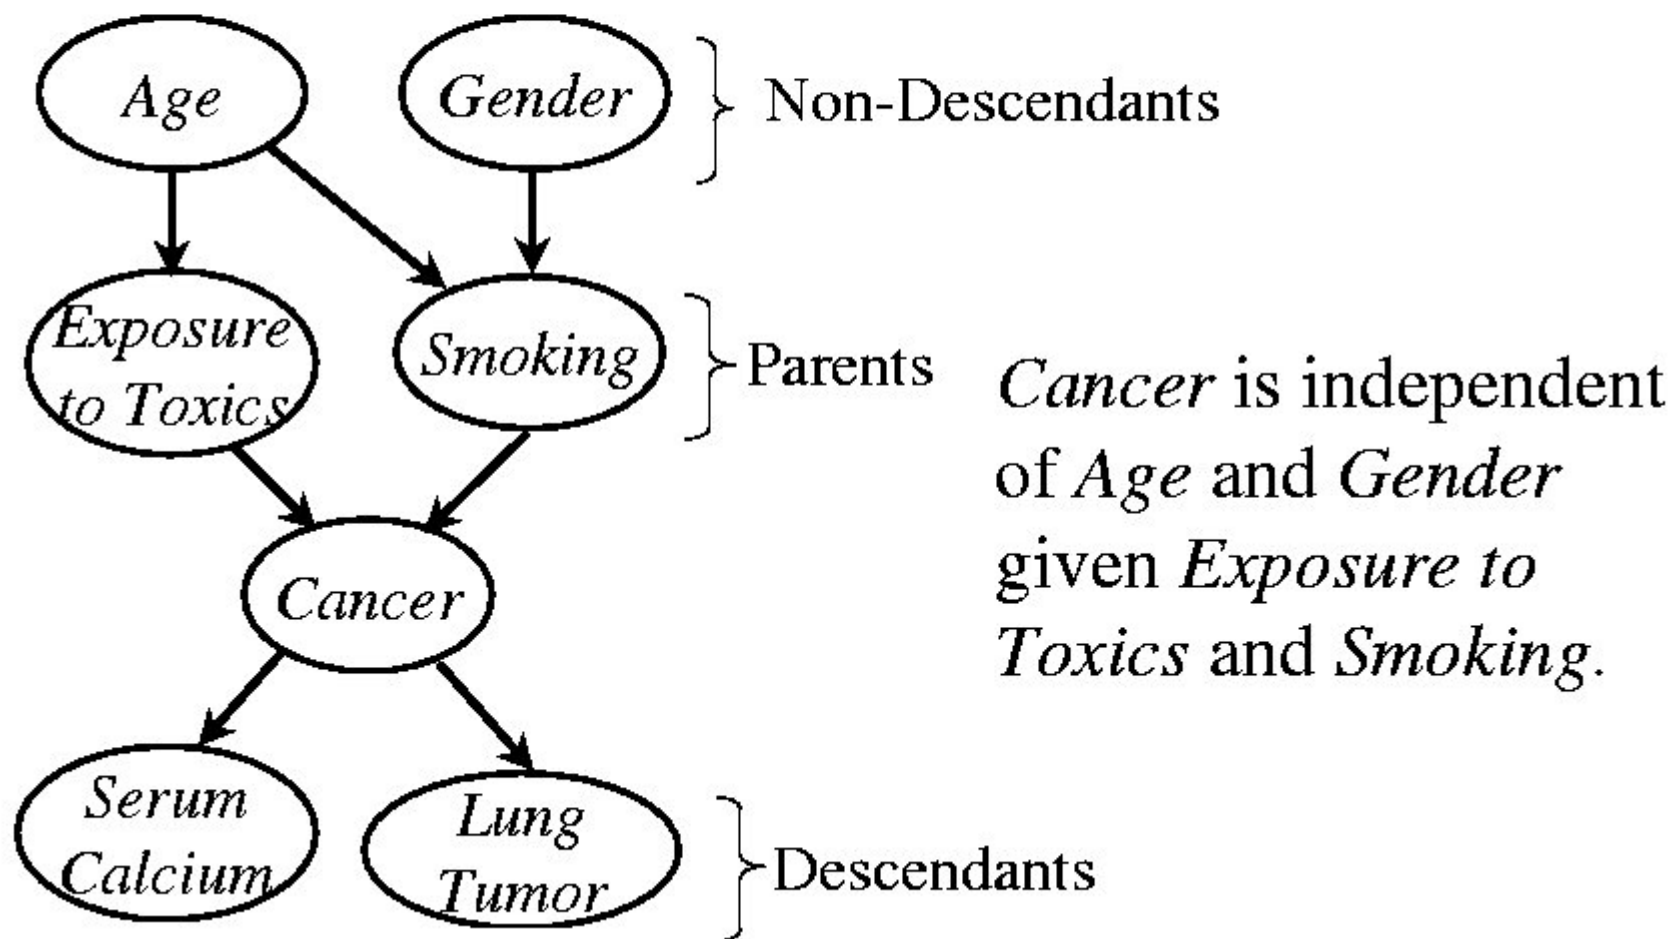 Age
Gender
Non-Descendants
Exposure
to Toxics
Smoking
Parents
Cancer is independent
of Age and Gender
given Exposure to
Toxics and Smoking.
Cancer
Serum
Calcium
Lung
Tumor
Descendants